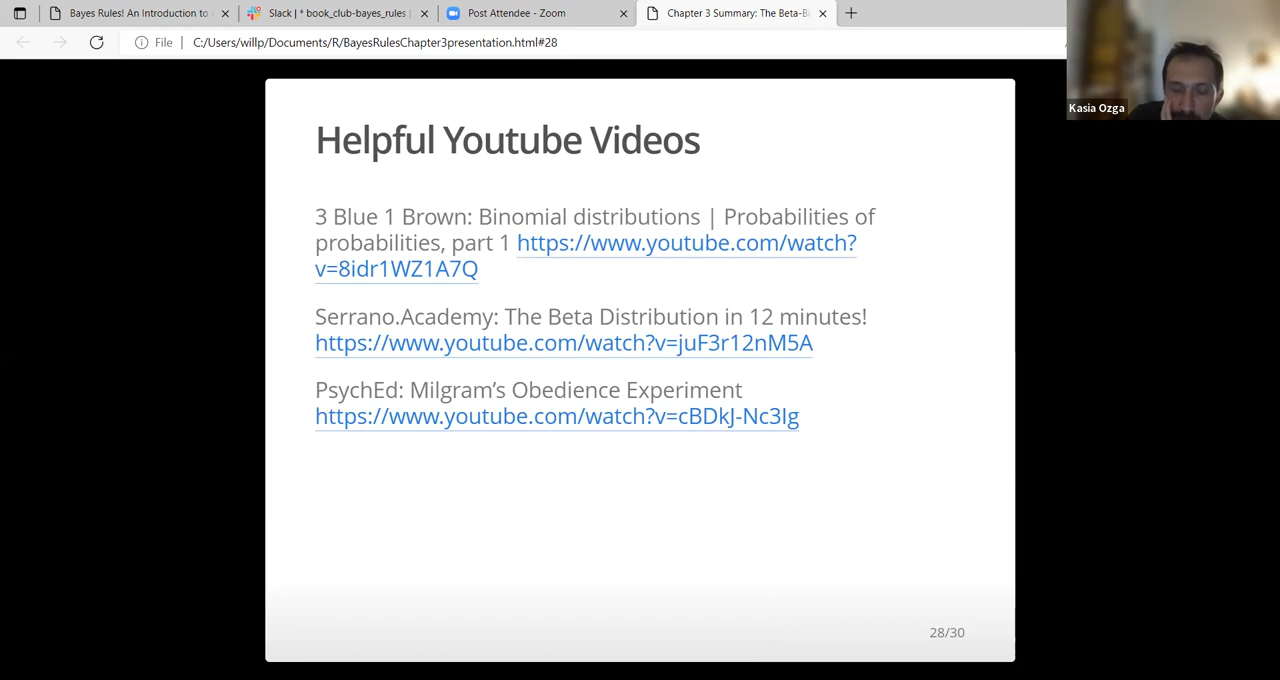 Bayes Rules! An Introduction to
Slack | * book_club-bayes_rules |
Post Attendee - Zoom
Chapter 3 Summary: The Beta-Bi
File | C:/Users/willp/Documents/R/BayesRulesChapter3presentation.html#28
Kasia Ozga
Helpful Youtube Videos
3 Blue 1 Brown: Binomial distributions | Probabilities of
probabilities, part 1 https://www.youtube.com/watch?
v=8idr1WZ1A7Q
Serrano.Academy: The Beta Distribution in 12 minutes!
https://www.youtube.com/watch?v=juF3r12nM5A
PsychEd: Milgram’s Obedience Experiment
https://www.youtube.com/watch?v=cBDkJ-Nc3Ig
28/30